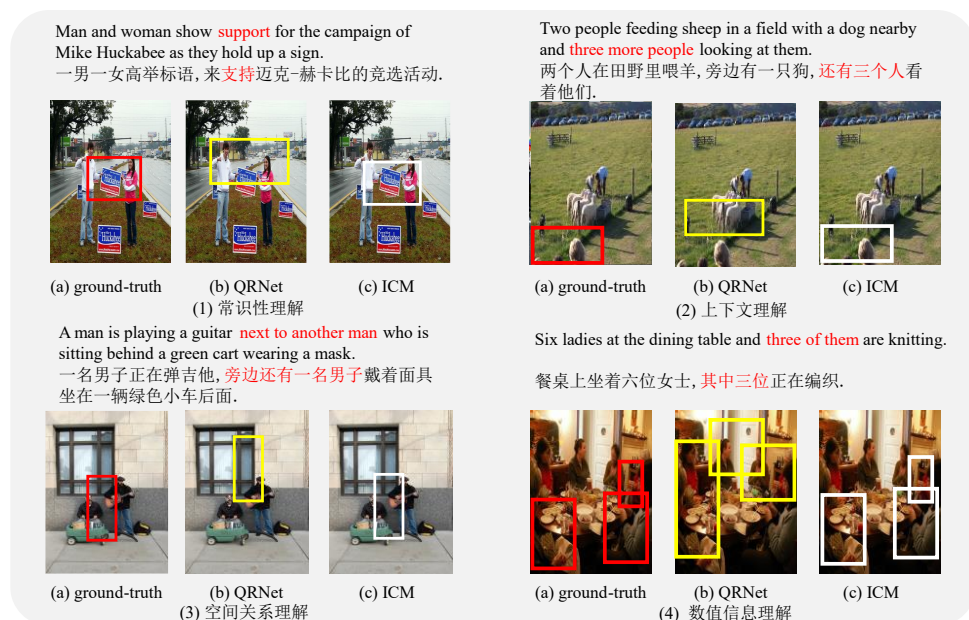 Man and woman show support for the campaign of
Mike Huckabee as they hold up a sign.
一男一女高举标语, 来支持迈克-赫卡比的竞选活动.
Huckabee
Huckabee
Huckabee
(a) ground-truth
(b) QRNet
(c) ICM
(1) 常识性理解
Two people feeding sheep in a field with a dog nearby
and three more people looking at them.
两个人在田野里喂羊, 旁边有一只狗, 还有三个人看
着他们.
(a) ground-truth
(b) QRNet
(c) ICM
(2) 上下文理解
A man is playing a guitar next to another man who is
sitting behind a green cart wearing a mask.
一名男子正在弹吉他, 旁边还有一名男子戴着面具
坐在一辆绿色小车后面.
(a) ground-truth
(b) QRNet
(c) ICM
(3) 空间关系理解
Six ladies at the dining table and three of them are knitting.
餐桌上坐着六位女士, 其中三位正在编织.
(a) ground-truth
(b) QRNet
(c) ICM
(4) 数值信息理解